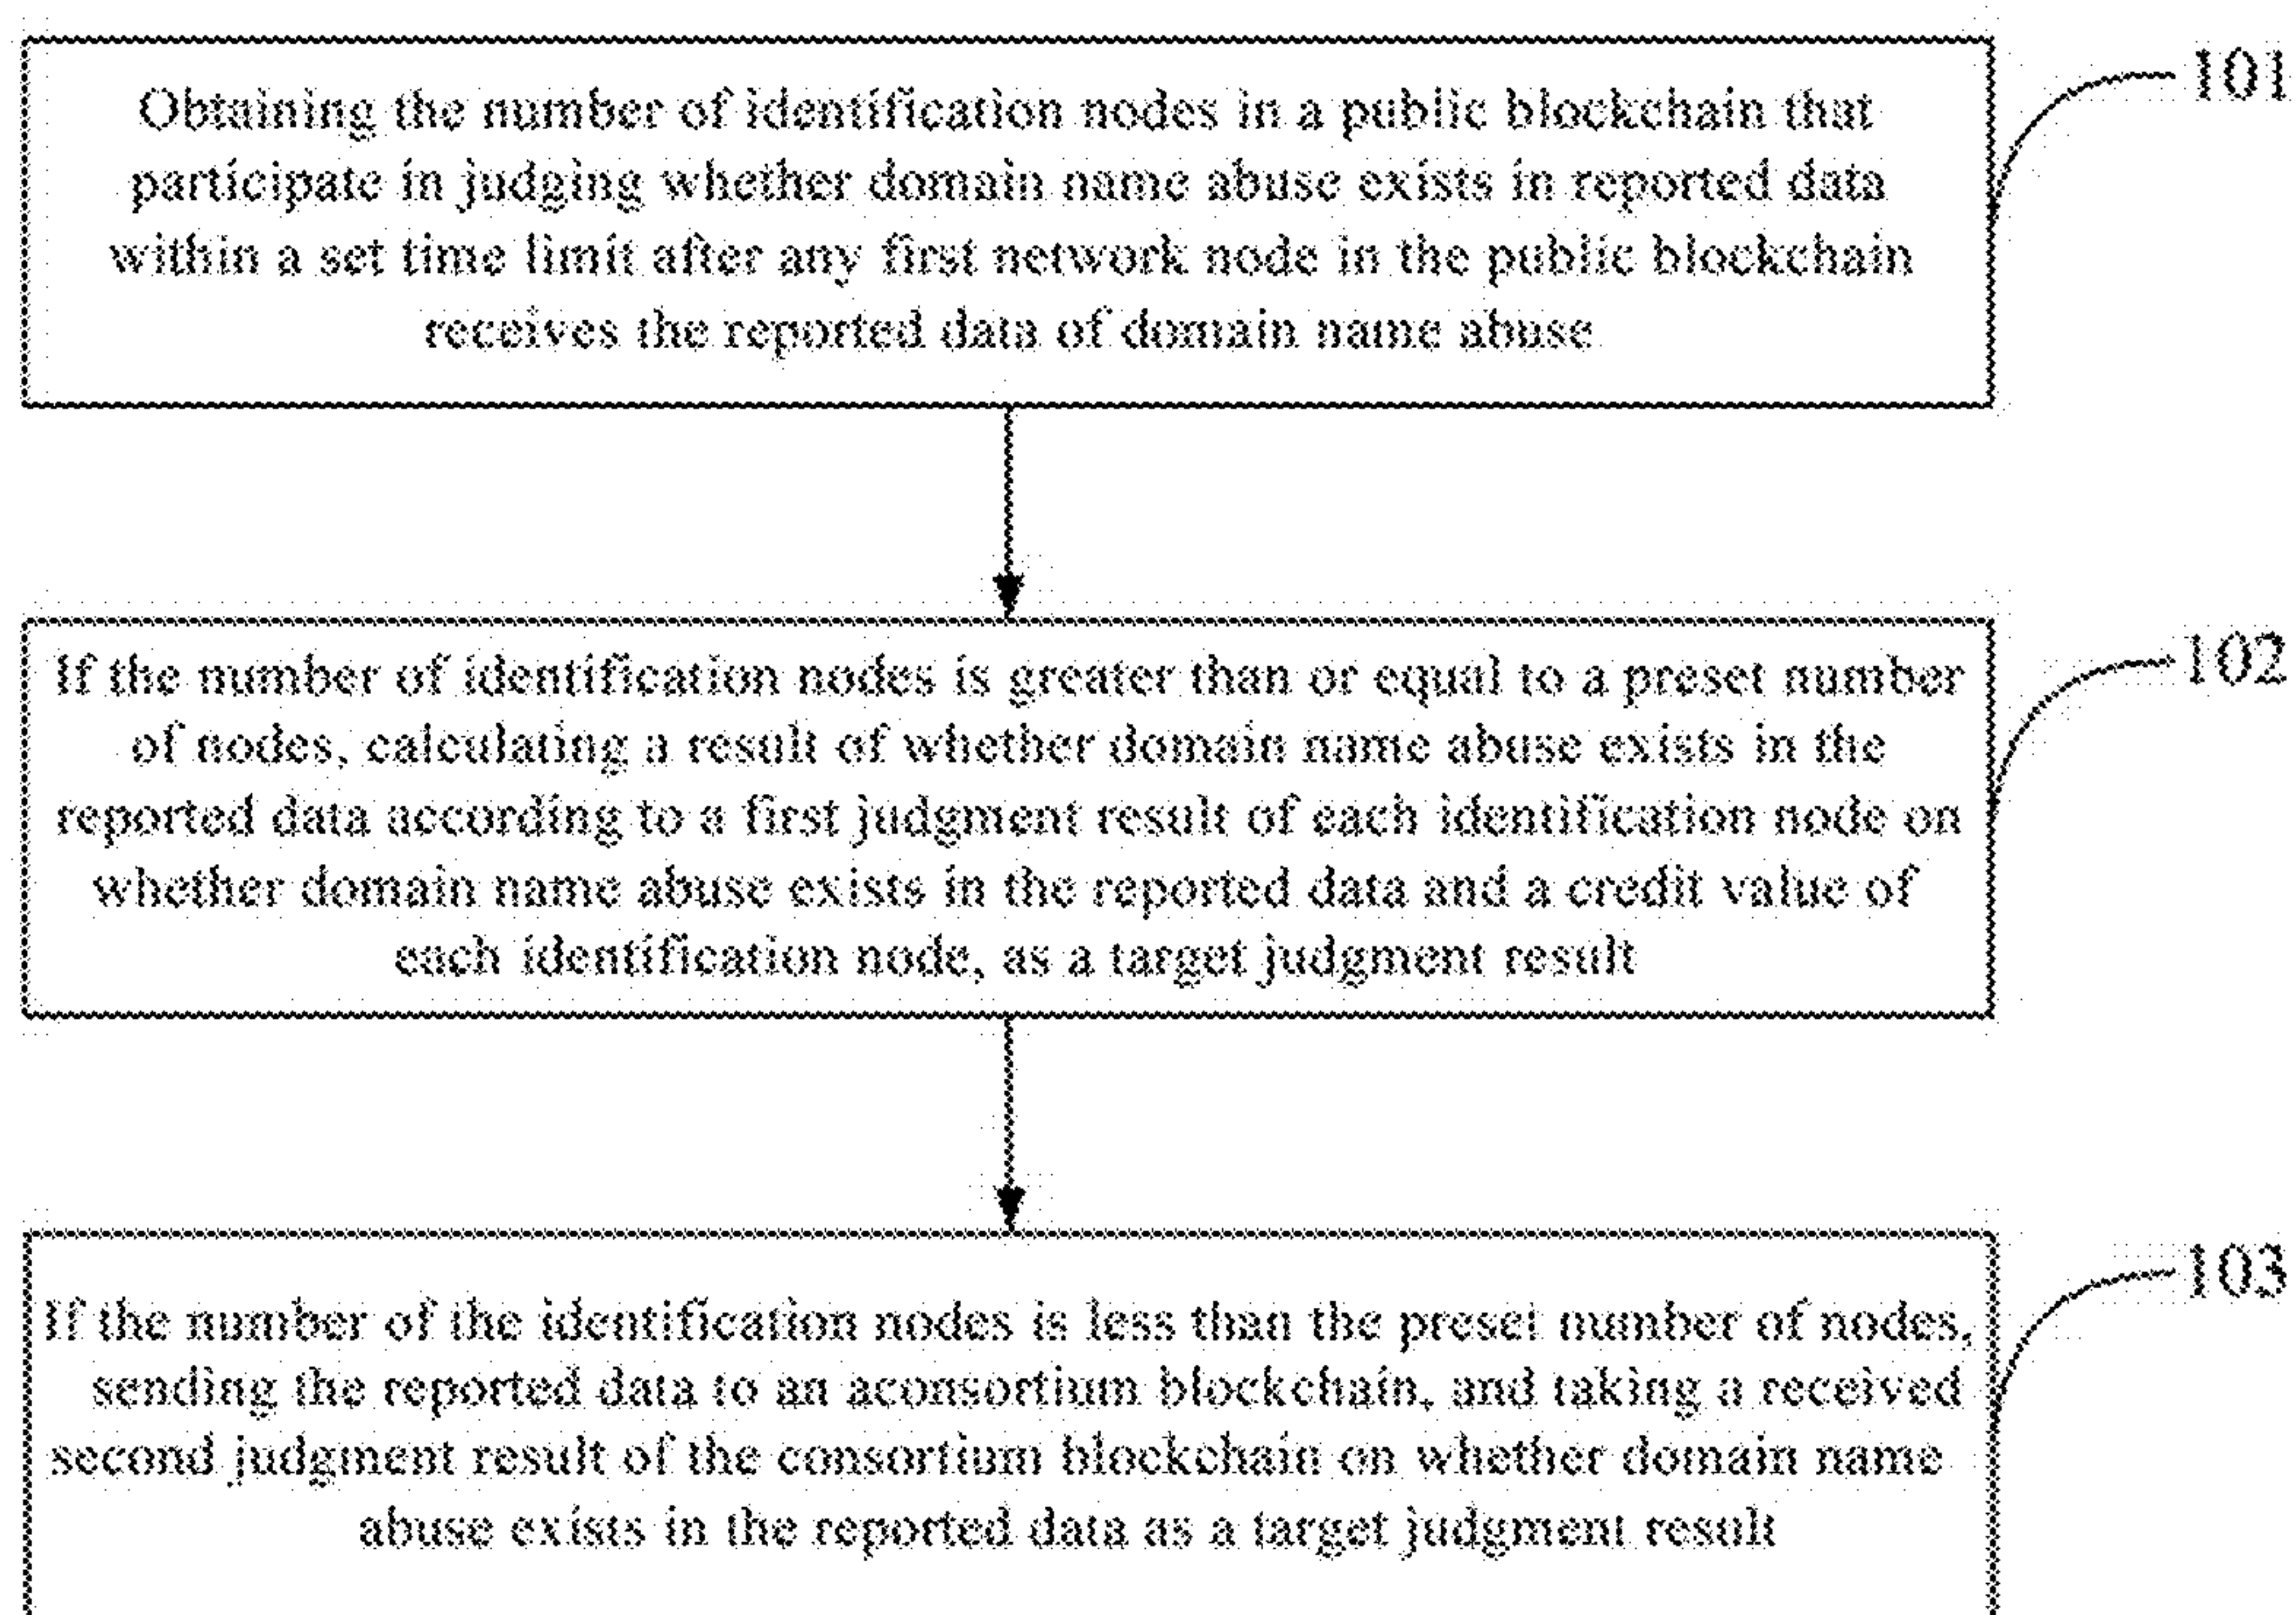 101
Obtaining the number of identification nodes in a public blockchain that
participate in judging whether domain name abuse exists in reported data
within a set time limit after any first network node in the public blockchain
receives the reported data of domain name abuse
102
If the number of identification nodes is greater than or equal to a preset number
of nodes, calculating a result of whether domain name abuse exists in the
reported data according to a first judgment result of each identification node on
whether domain name abuse exists in the reported data and a credit value of
each identification node, as a target judgment result
103
If the number of the identification nodes is less than the preset number of nodes,
sending the reported data to an aconsortium blockchain, and taking a received
second judgment result of the consortium blockchain on whether domain name
abuse exists in the reported data as a target judgment result